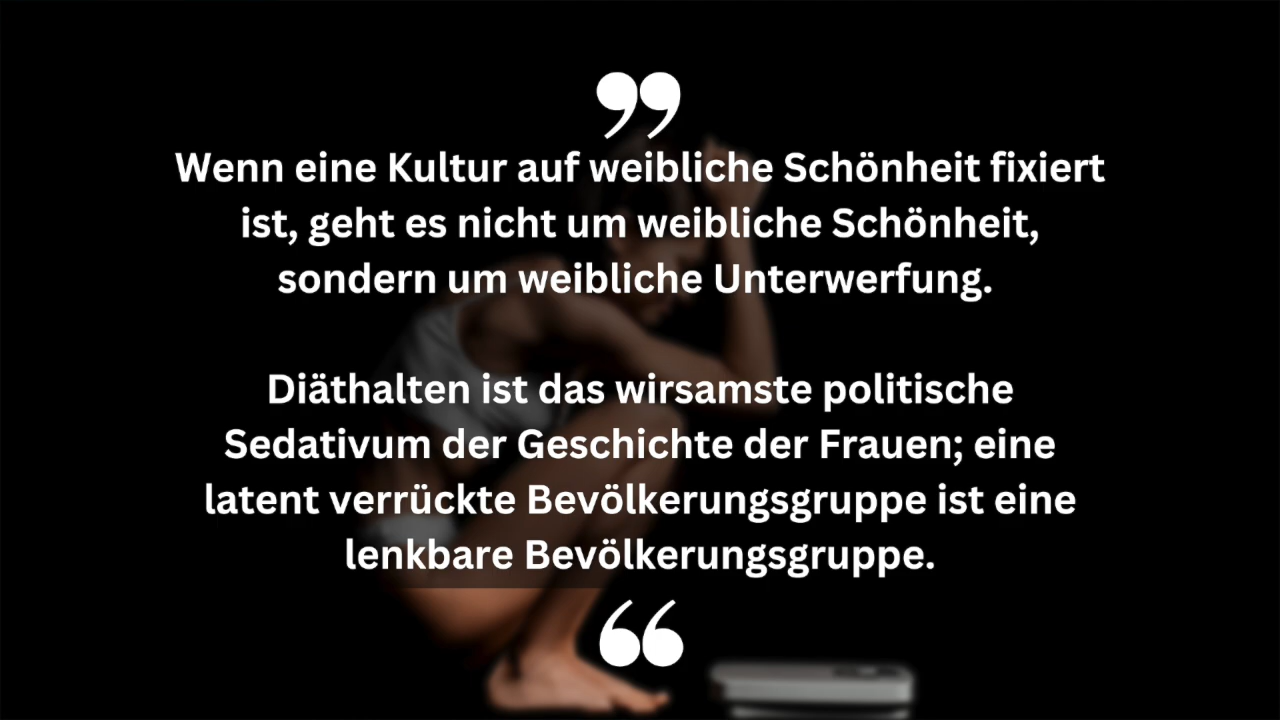 ”
Wenn eine Kultur auf weibliche Schönheit fixiert
ist, geht es nicht um weibliche Schönheit,
sondern um weibliche Unterwerfung.
Diäthalten ist das wirsamste politische
Sedativum der Geschichte der Frauen; eine
latent verrückte Bevölkerungsgruppe ist eine
lenkbare Bevölkerungsgruppe.
“